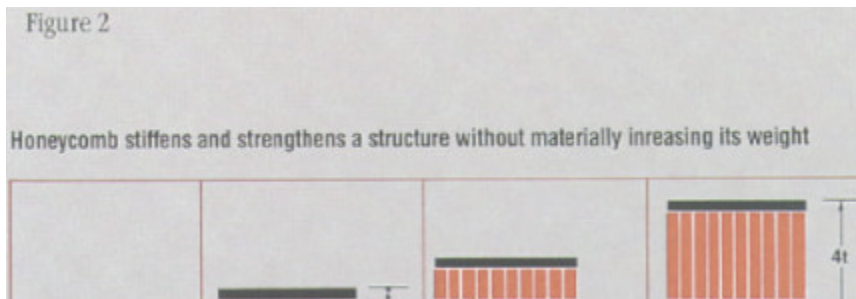 Figure 2
Honeycomb stiffens and strengthens a structure without materially inreasing its weight
4t